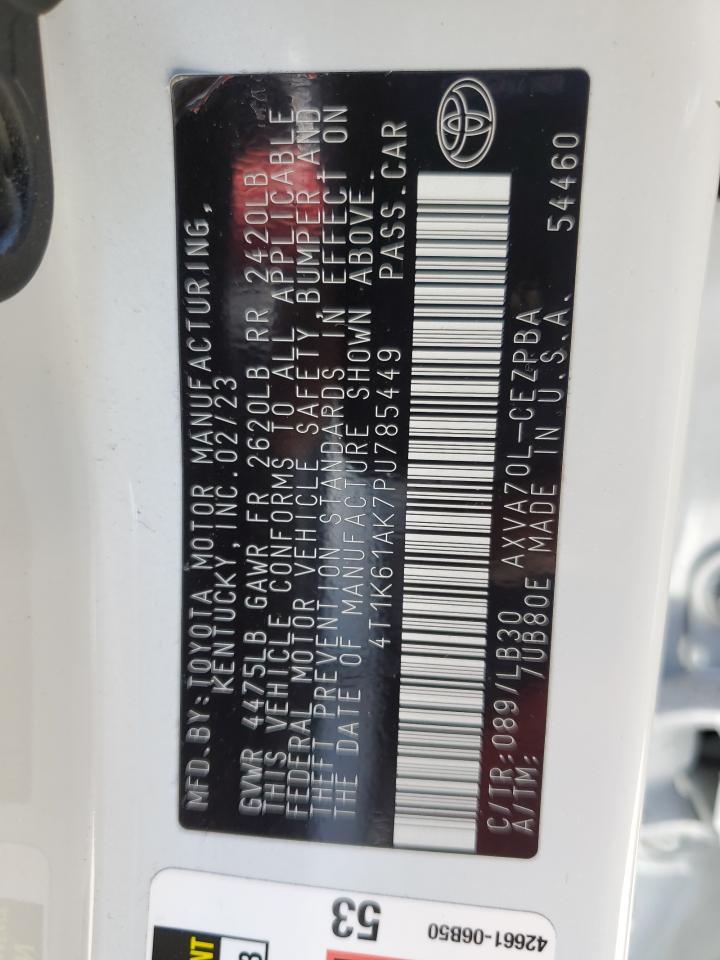 MFD.BY:TOYOTA MOTOR MANUFACTURING,
KENTUCKY, INC.02/23
GVWR 4475LB GAWR FR 2620LB RR 2420LB
THIS VEHICLE CONFORMS TO ALL APPLICABLE
FEDERAL MOTOR VEHICLE SAFETY, BUMPER,AND
THEFT PREVENTION STANDARDS IN EFFECT ON
THE DATE OF MANUFACTURE SHOWN ABOVE.
4T1K61AK7PU785449 PASS.CAR
C/TR:089/LB30 AXVA70L-CEZPBA 54460
A/TM: 7UB80E MADE IN U.S.A.
53
42661-06B50